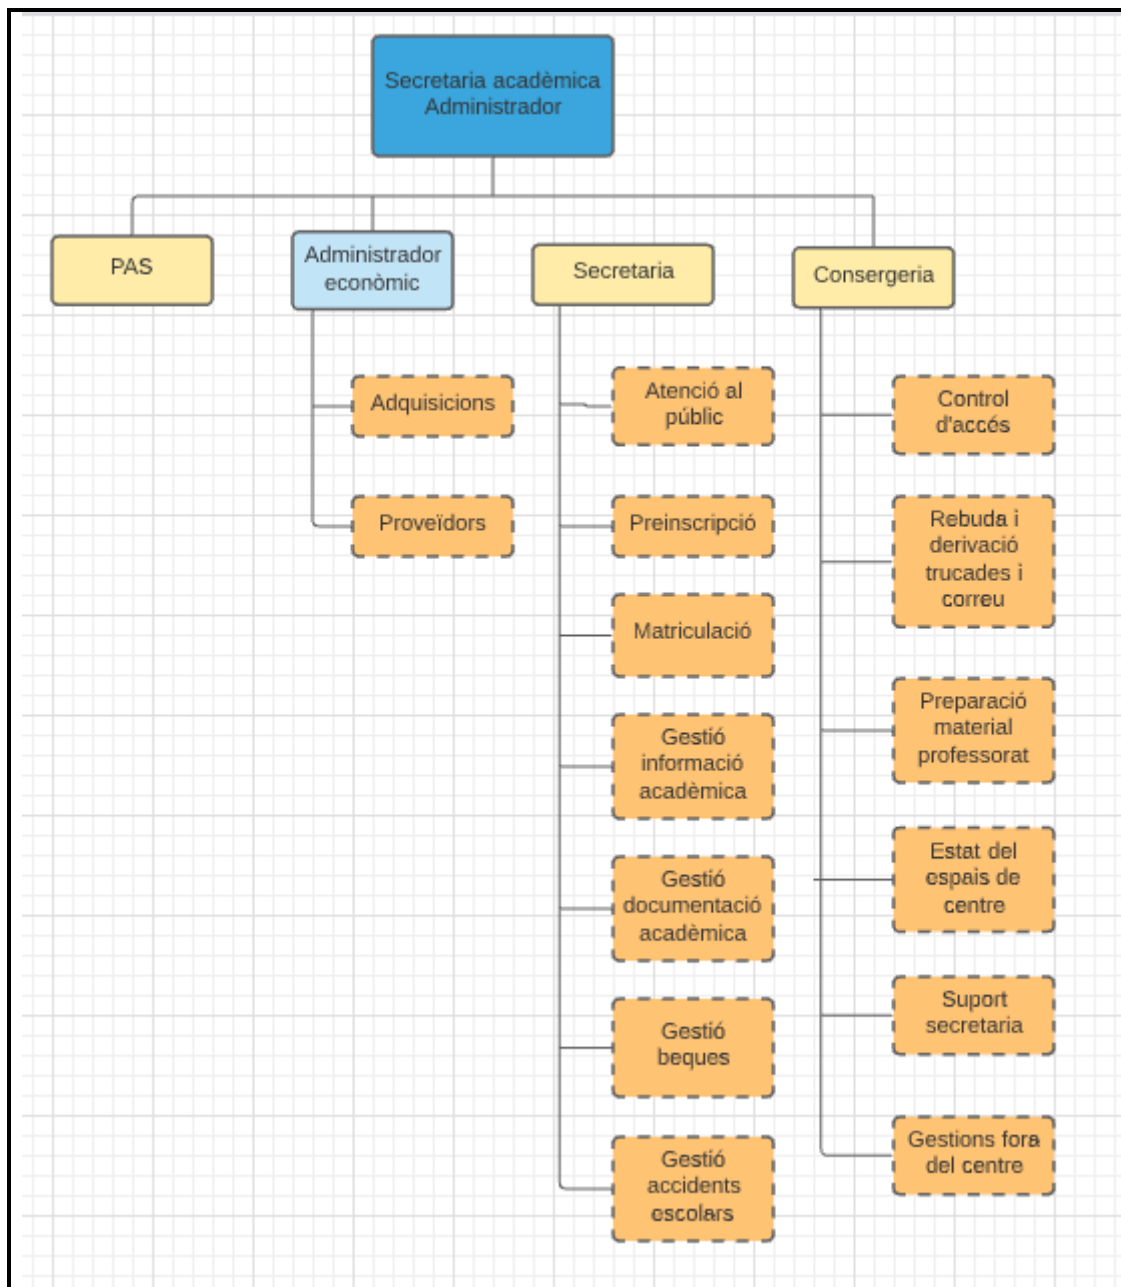 Secretaria acadèmica
Administrador
PAS
Administrador
econòmic
Secretaria
Consergeria
Adquisicions
Proveïdors
Atenció al
públic
Preinscripció
Matriculació
Gestió
informació
acadèmica
Gestió
documentació
acadèmica
Gestió
beques
Gestió
accidents
escolars
Control
d'accés
Rebuda i
derivació
trucades i
correu
Preparació
material
professorat
Estat del
espais de
centre
Suport
secretaria
Gestions fora
del centre